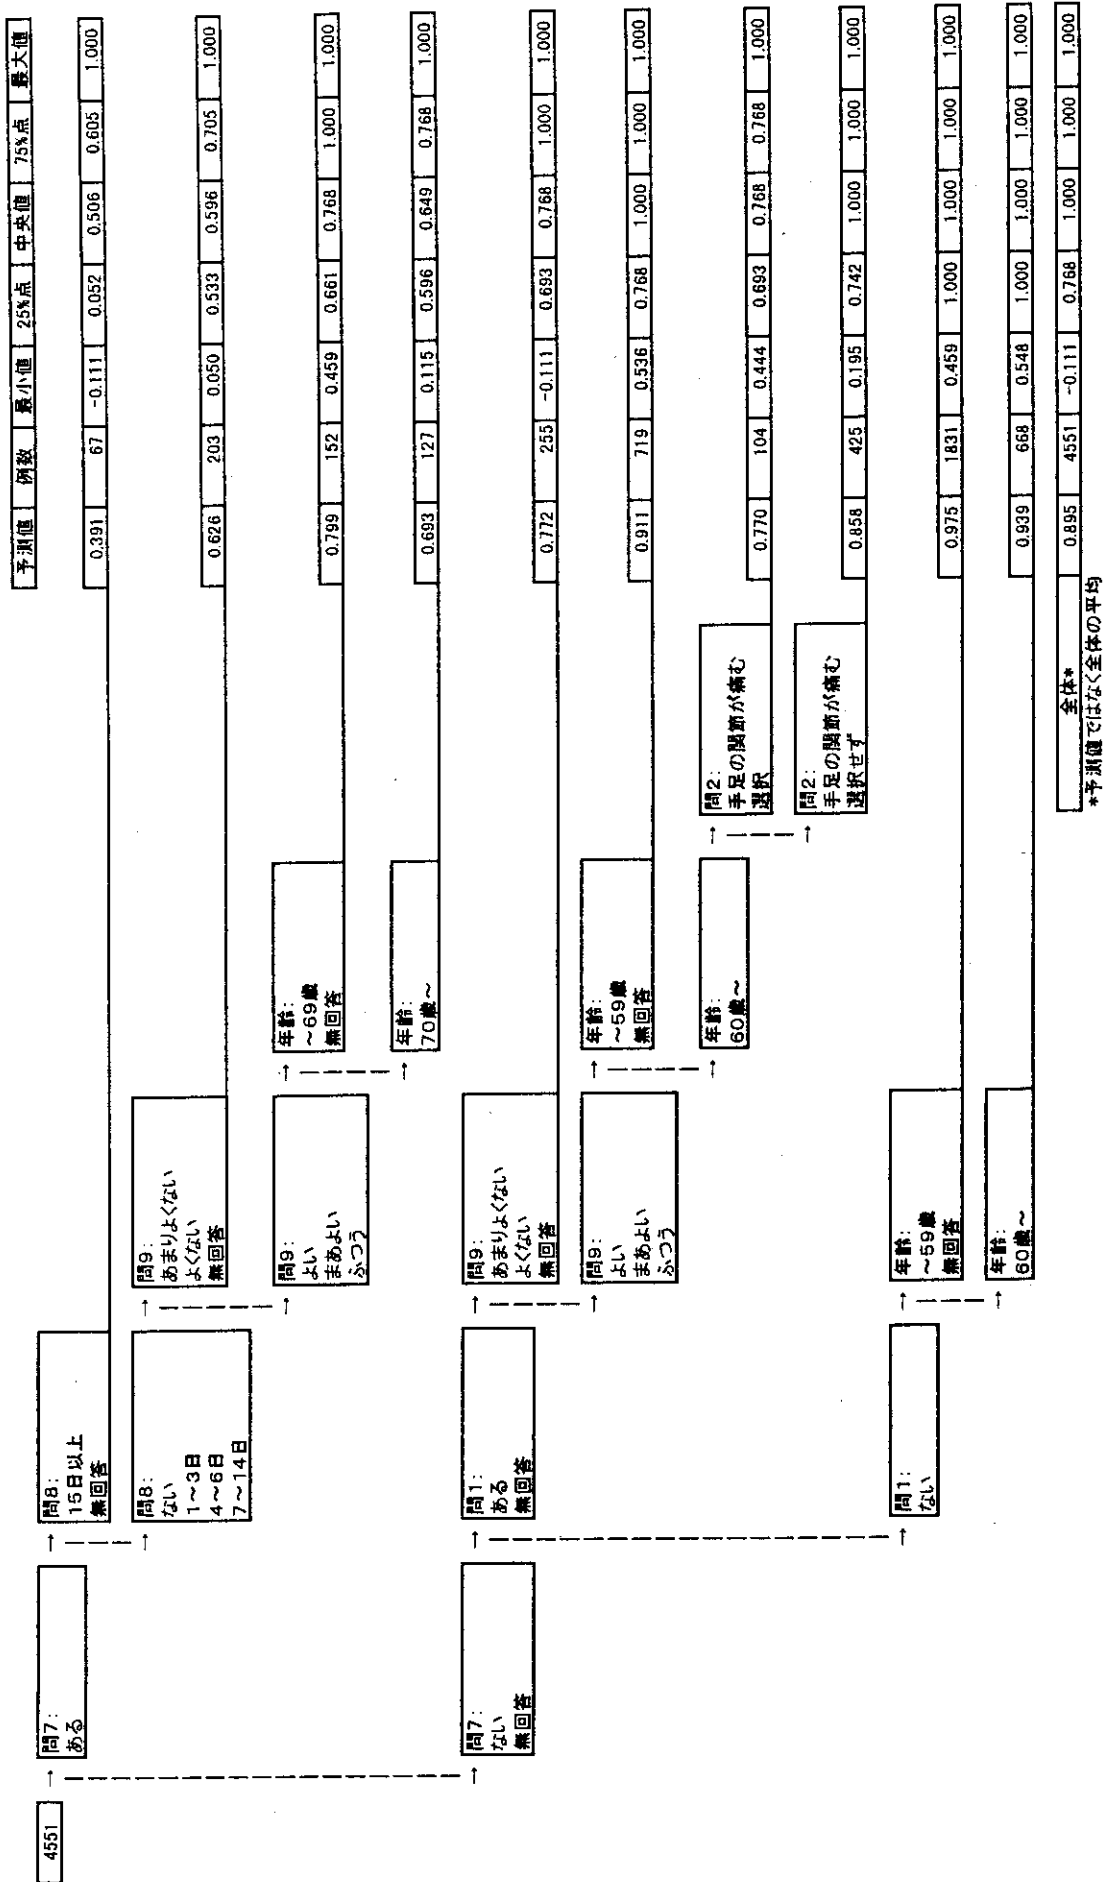 4551
問7:
ある
問8:
15日以上
無回答
問8:
ない
1～3日
4～6日
7～14日
問9:
あまりよくない
よくない
無回答
問9:
よい
まあよい
ふつう
年齢:
～69歳
無回答
年齢:
70歳～
問7:
ない
無回答
問1:
ある
無回答
問9:
あまりよくない
よくない
無回答
問9:
よい
まあよい
ふつう
年齢:
～59歳
無回答
年齢:
60歳～
問2:
手足の関節が痛む
選択
問2:
手足の関節が痛む
選択せず
問1:
ない
年齢:
～59歳
無回答
年齢:
60歳～
予測値 例数 最小値 25%点 中央値 75%点 最大値
0.391 67 -0.111 0.052 0.506 0.605 1.000
0.626 203 0.050 0.533 0.596 0.705 1.000
0.799 152 0.459 0.661 0.768 1.000 1.000
0.693 127 0.115 0.596 0.649 0.768 1.000
0.772 255 -0.111 0.693 0.768 1.000 1.000
0.911 719 0.536 0.768 1.000 1.000 1.000
0.770 104 0.444 0.693 0.768 0.768 1.000
0.858 425 0.195 0.742 1.000 1.000 1.000
0.975 1831 0.459 1.000 1.000 1.000 1.000
0.939 668 0.548 1.000 1.000 1.000 1.000
全体* 0.895 4551 -0.111 0.768 1.000 1.000 1.000
*予測値ではなく全体の平均